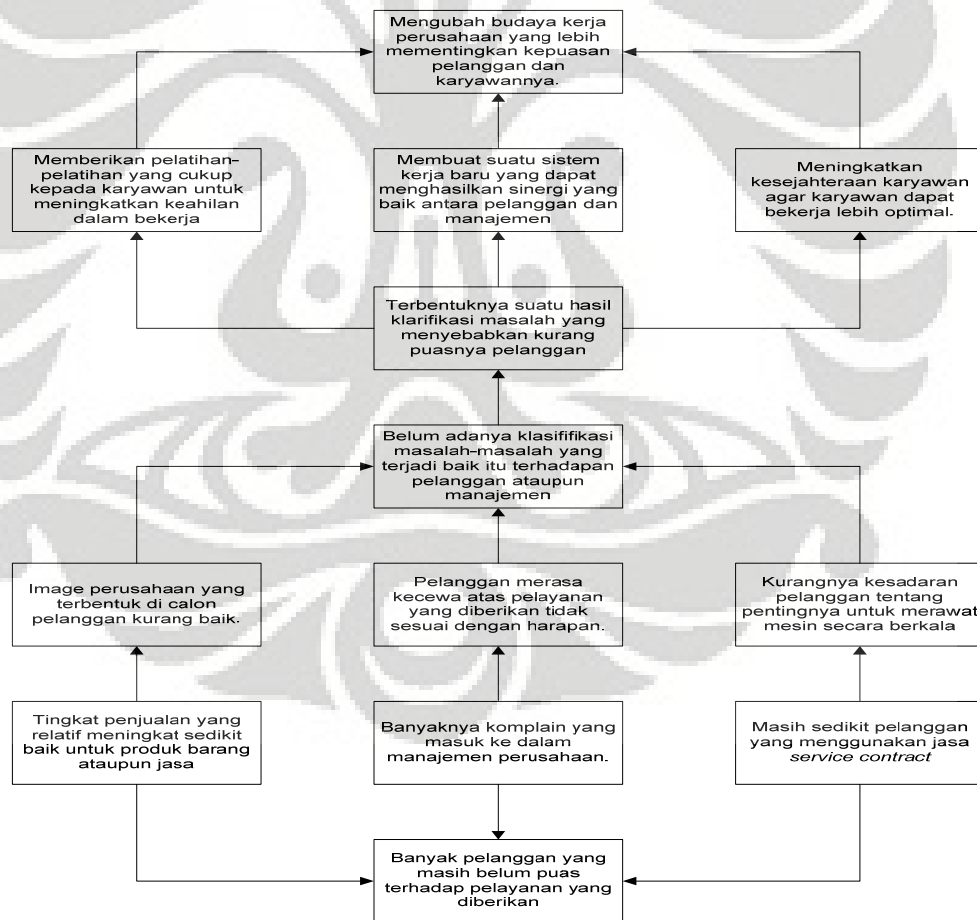 Mengubah budaya kerja
perusahaan yang lebih
mementingkan kepuasan
pelanggan dan
karyawannya.
Memberikan pelatihan-
pelatihan yang cukup
kepada karyawan untuk
meningkatkan keahilan
dalam bekerja
Membuat suatu sistem
kerja baru yang dapat
menghasilkan sinergi yang
baik antara pelanggan dan
manajemen
Meningkatkan
kesejahteraan karyawan
agar karyawan dapat
bekerja lebih optimal.
Terbentuknya suatu hasil
klarifikasi masalah yang
menyebabkan kurang
puasnya pelanggan
Belum adanya klasififikasi
masalah-masalah yang
terjadi baik itu terhadapan
pelanggan ataupun
manajemen
Image perusahaan yang
terbentuk di calon
pelanggan kurang baik.
Pelanggan merasa
kecewa atas pelayanan
yang diberikan tidak
sesuai dengan harapan.
Kurangnya kesadaran
pelanggan tentang
pentingnya untuk merawat
mesin secara berkala
Tingkat penjualan yang
relatif meningkat sedikit
baik untuk produk barang
ataupun jasa
Banyaknya komplain yang
masuk ke dalam
manajemen perusahaan.
Masih sedikit pelanggan
yang menggunakan jasa
service contract
Banyak pelanggan yang
masih belum puas
terhadap pelayanan yang
diberikan